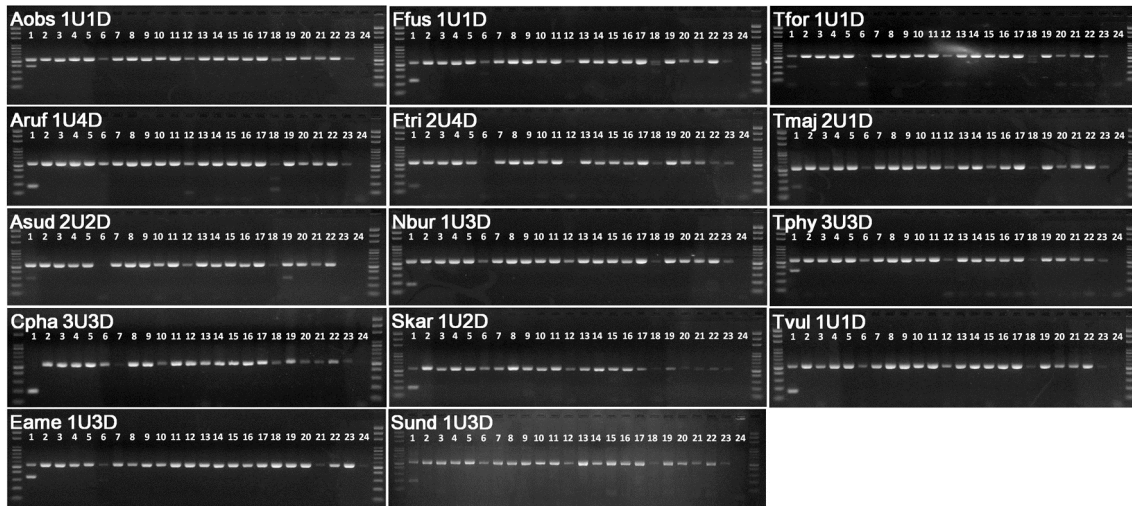 Aobs 1U1D
1 2 3 4 5 6 7 8 9 10 11 12 13 14 15 16 17 18 19 20 21 22 23 24
Ffus 1U1D
1 2 3 4 5 6 7 8 9 10 11 12 13 14 15 16 17 18 19 20 21 22 23 24
Tfor 1U1D
1 2 3 4 5 6 7 8 9 10 11 12 13 14 15 16 17 18 19 20 21 22 23 24
Aruf 1U4D
1 2 3 4 5 6 7 8 9 10 11 12 13 14 15 16 17 18 19 20 21 22 23 24
Ftri 2U4D
1 2 3 4 5 6 7 8 9 10 11 12 13 14 15 16 17 18 19 20 21 22 23 24
Tmaj 2U1D
1 2 3 4 5 6 7 8 9 10 11 12 13 14 15 16 17 18 19 20 21 22 23 24
Asud 2U2D
1 2 3 4 5 6 7 8 9 10 11 12 13 14 15 16 17 18 19 20 21 22 23 24
Nbur 1U3D
1 2 3 4 5 6 7 8 9 10 11 12 13 14 15 16 17 18 19 20 21 22 23 24
Tphy 3U3D
1 2 3 4 5 6 7 8 9 10 11 12 13 14 15 16 17 18 19 20 21 22 23 24
Cpha 3U3D
1 2 3 4 5 6 7 8 9 10 11 12 13 14 15 16 17 18 19 20 21 22 23 24
Skar 1U2D
1 2 3 4 5 6 7 8 9 10 11 12 13 14 15 16 17 18 19 20 21 22 23 24
Tvul 1U1D
1 2 3 4 5 6 7 8 9 10 11 12 13 14 15 16 17 18 19 20 21 22 23 24
Eame 1U3D
1 2 3 4 5 6 7 8 9 10 11 12 13 14 15 16 17 18 19 20 21 22 23 24
Sund 1U3D
1 2 3 4 5 6 7 8 9 10 11 12 13 14 15 16 17 18 19 20 21 22 23 24